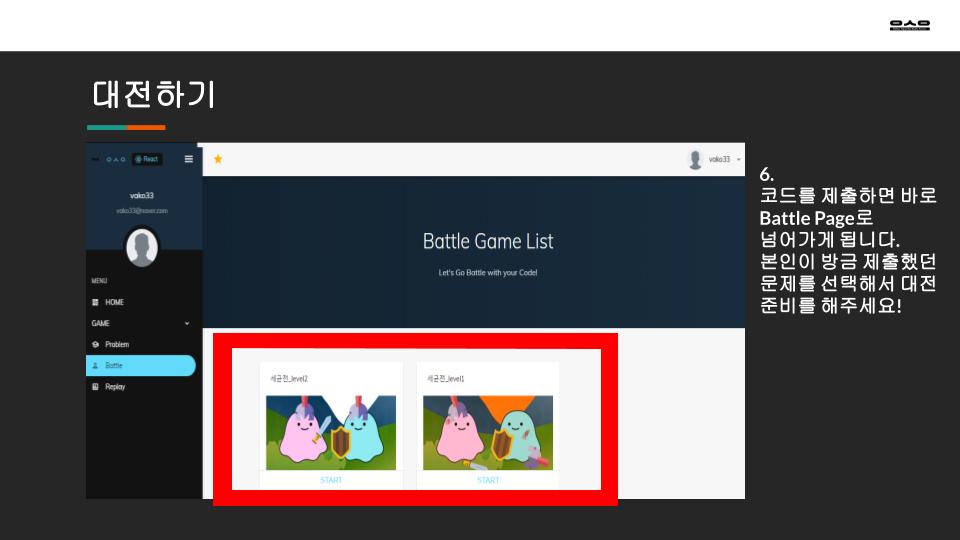 ㅇㅅㅇ
대전하기
ㅇㅅㅇ React
vako33
vako33
vako33@naver.com
MENU
HOME
GAME
Problem
Battle
Replay
Battle Game List
Let's Go Battle with your Code!
세균전_level2
세균전_level1
START
START
6.
코드를 제출하면 바로
Battle Page로
넘어가게 됩니다.
본인이 방금 제출했던
문제를 선택해서 대전
준비를 해주세요!